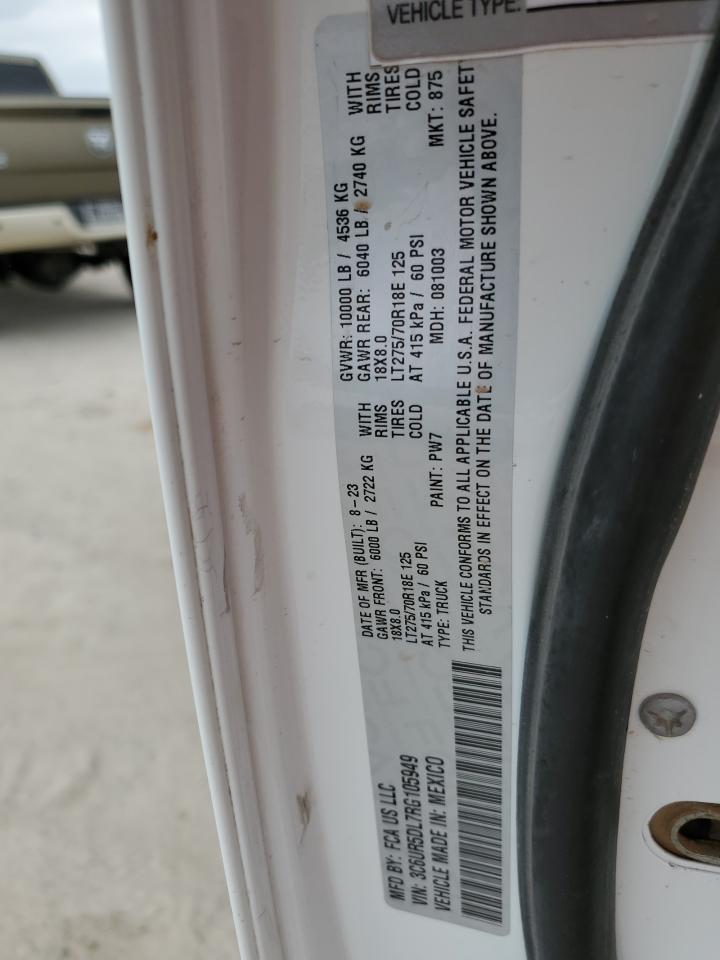 VEHICLE TYPE:
MFD BY: FCA US LLC
DATE OF MFR (BUILT): 8-23
GVWR: 10000 LB / 4536 KG
GAWR FRONT: 6000 LB / 2722 KG
WITH
GAWR REAR: 6040 LB / 2740 KG
WITH
18X8.0
RIMS
18X8.0
RIMS
LT275/70R18E 125
TIRES
LT275/70R18E 125
TIRES
AT 415 kPa / 60 PSI
COLD
AT 415 kPa / 60 PSI
COLD
VIN: 3C6UR5DL7RG105949
TYPE: TRUCK
PAINT: PW7
MDH: 081003
MKT: 875
VEHICLE MADE IN: MEXICO
THIS VEHICLE CONFORMS TO ALL APPLICABLE U.S.A. FEDERAL MOTOR VEHICLE SAFETY
STANDARDS IN EFFECT ON THE DATE OF MANUFACTURE SHOWN ABOVE.